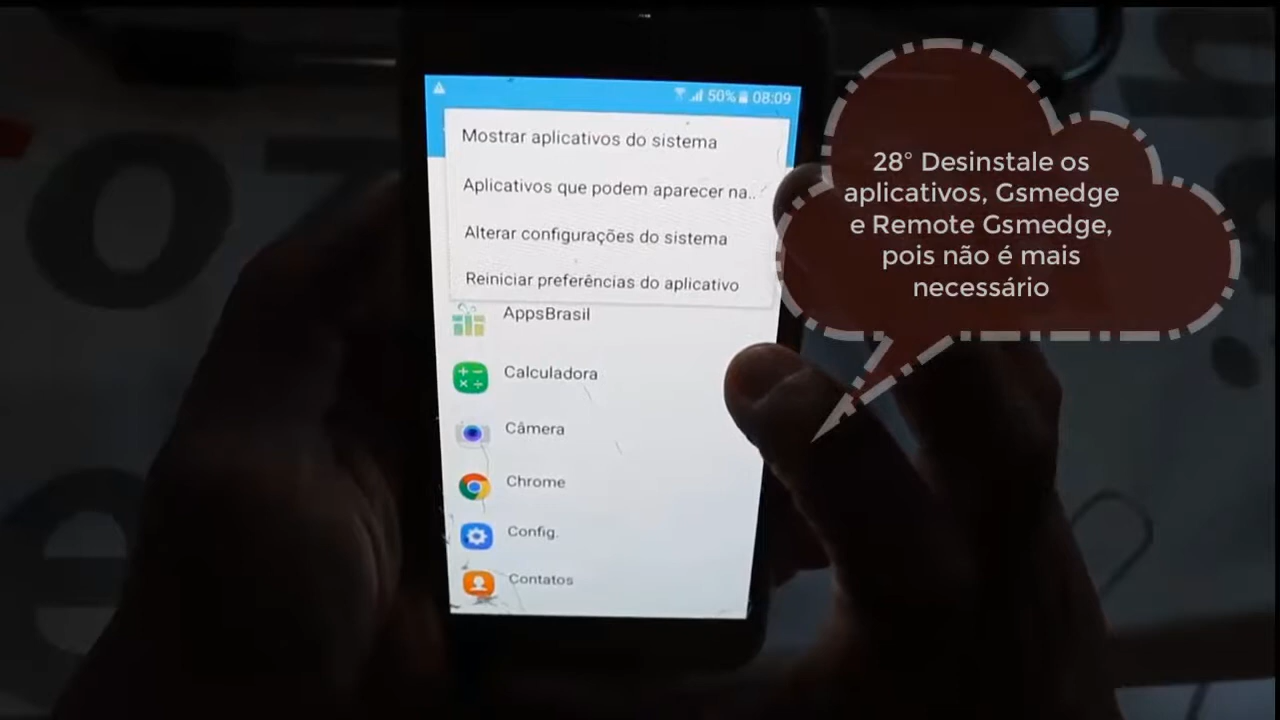 50% 08:09
Mostrar aplicativos do sistema
Aplicativos que podem aparecer na..
Alterar configurações do sistema
Reiniciar preferências do aplicativo
AppsBrasil
Calculadora
Câmera
Chrome
Config.
Contatos
28° Desinstale os
aplicativos, Gsmedge
e Remote Gsmedge,
pois não é mais
necessário